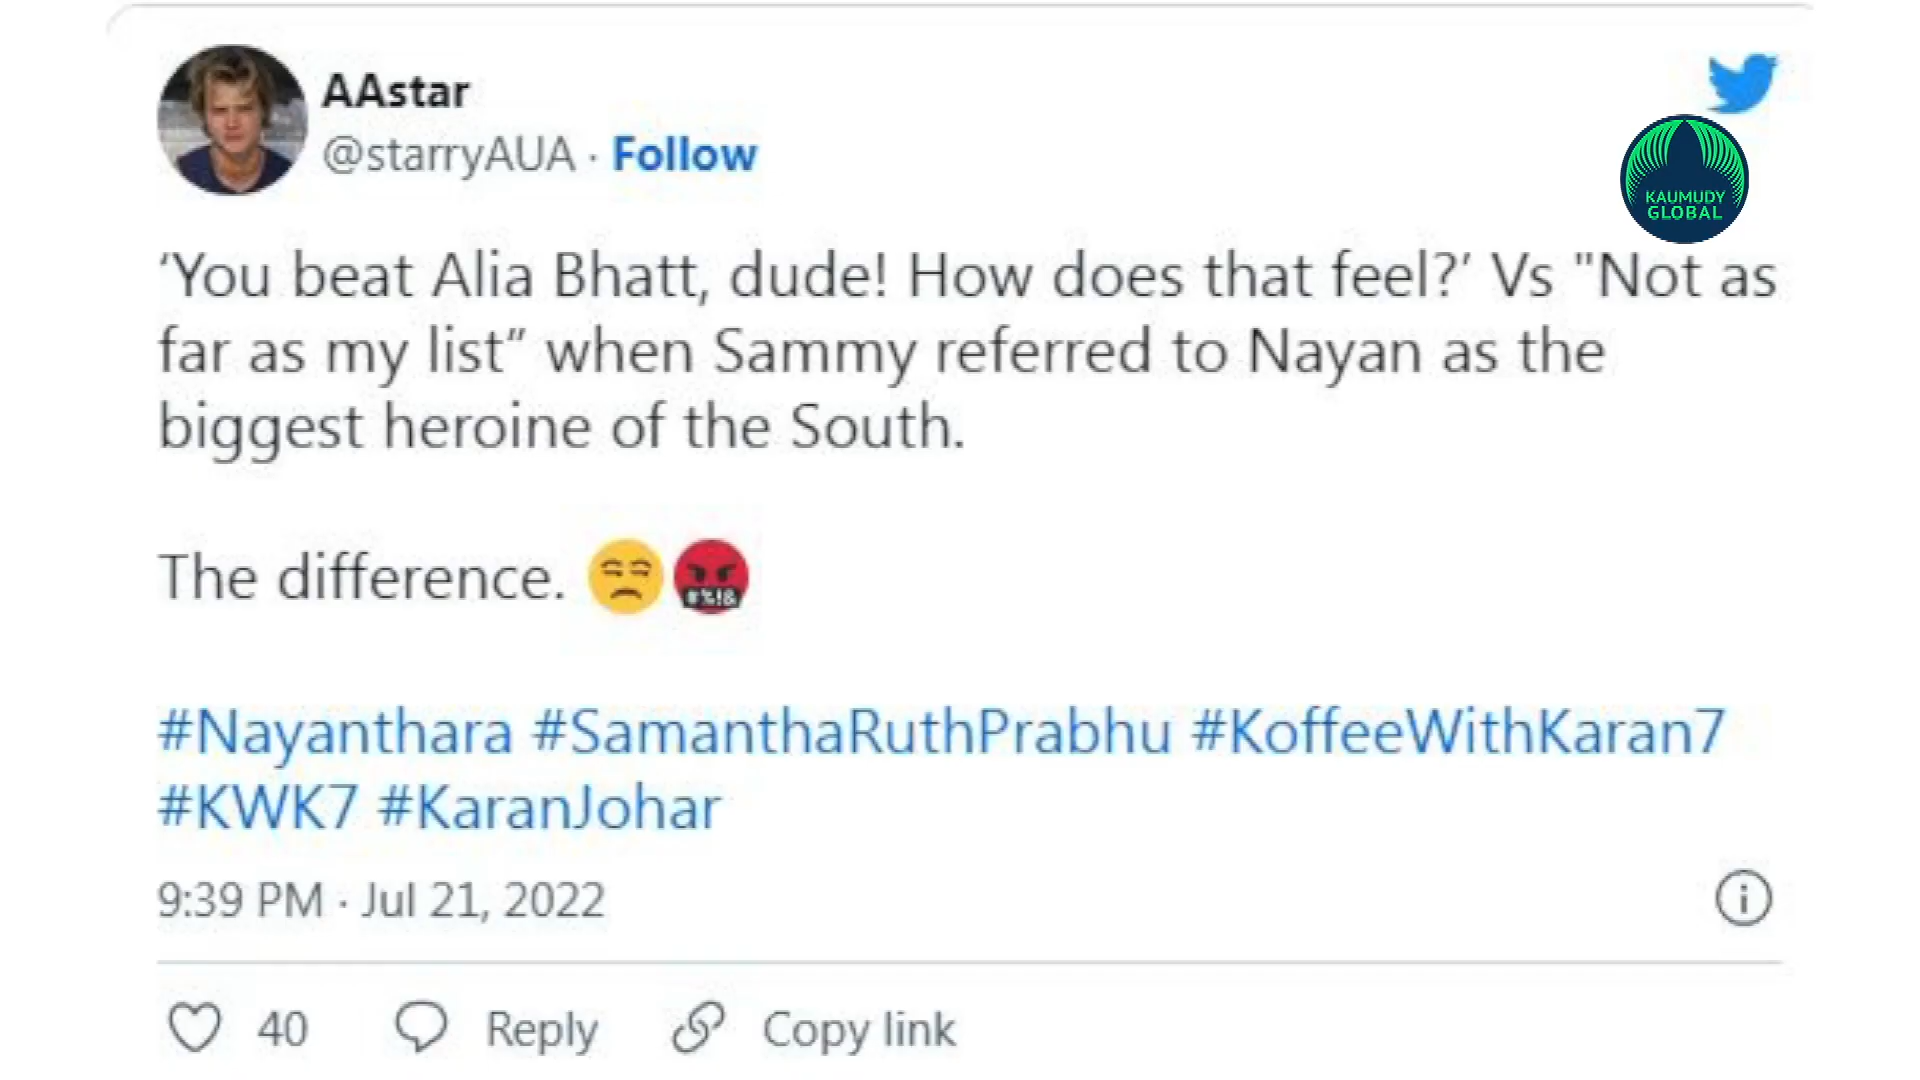 AAstar
@starryAUA · Follow
KAUMUDY
GLOBAL
‘You beat Alia Bhatt, dude! How does that feel?’ Vs "Not as
far as my list” when Sammy referred to Nayan as the
biggest heroine of the South.
The difference. 😒🤬
#Nayanthara #SamanthaRuthPrabhu #KoffeeWithKaran7
#KWK7 #KaranJohar
9:39 PM · Jul 21, 2022
40 Reply Copy link